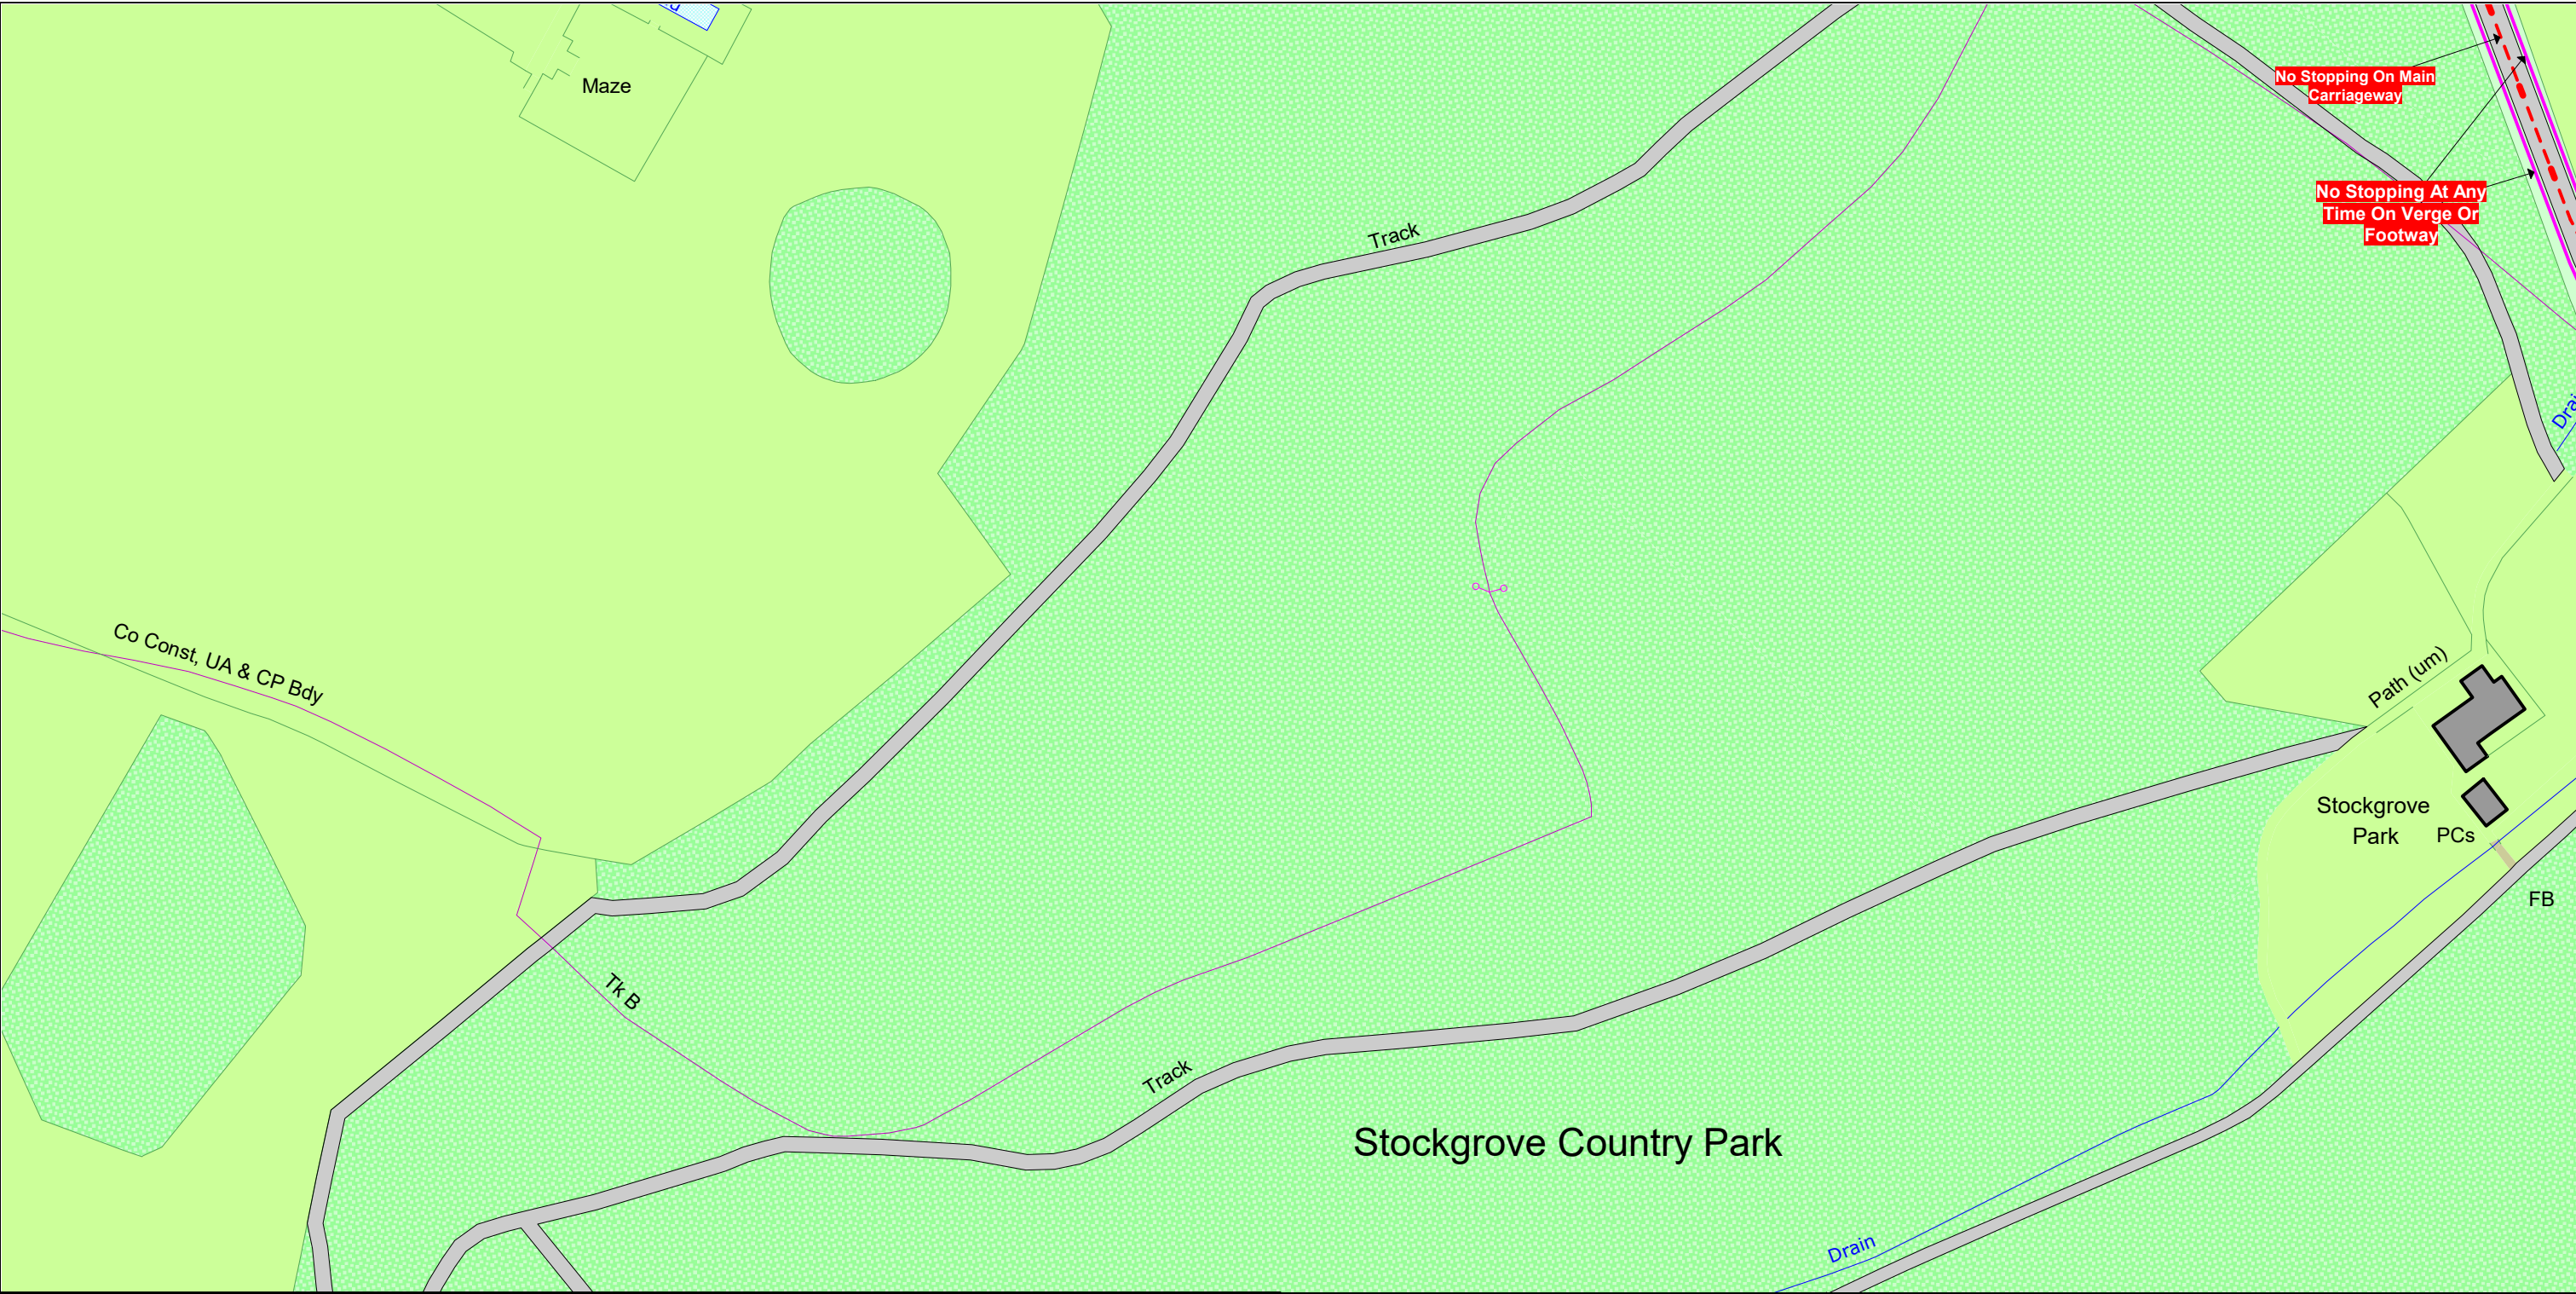 Maze
No Stopping On Main
Carriageway
No Stopping At Any
Time On Verge Or
Footway
Track
Co Const, UA & CP Bdy
Path (um)
Stockgrove
Park
PCs
FB
Tk B
Track
Stockgrove Country Park
Drain